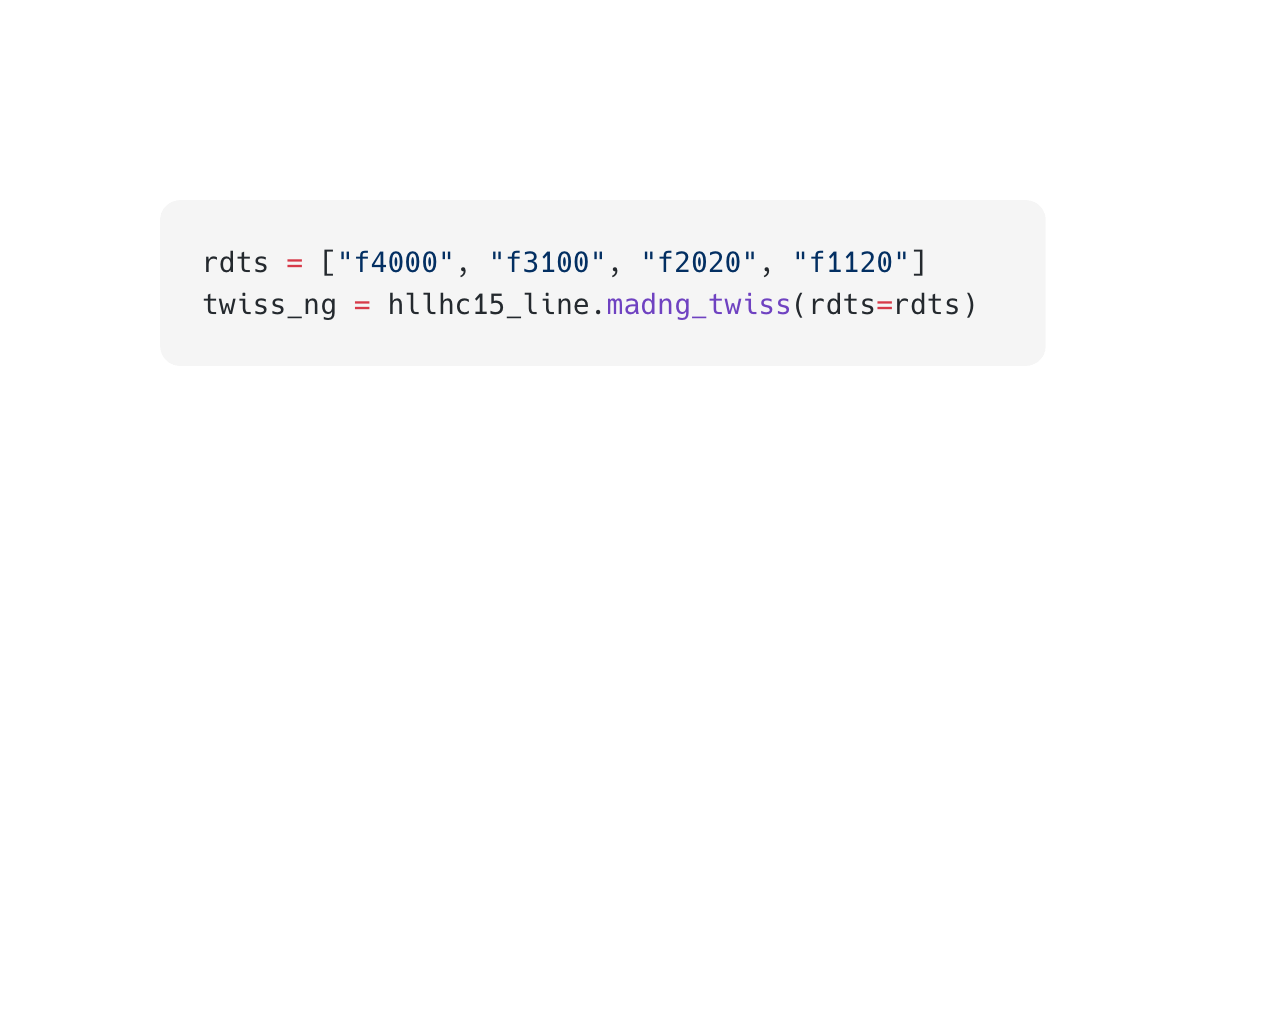 rdts = ["f4000", "f3100", "f2020", "f1120"]
twiss_ng = hllhc15_line.madng_twiss(rdts=rdts)